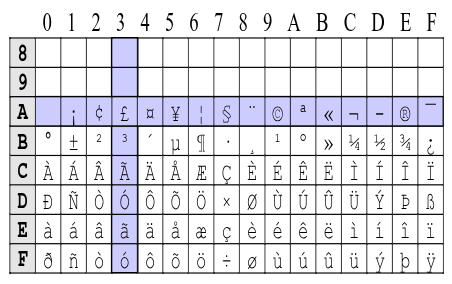 0 1 2 3 4 5 6 7 8 9 A B C D E F
8
9
A ¡ ¢ £ ¤ ¥ ¦ § ¨ © ª « ¬ - ® ¯
B ° ± ² ³ ´ µ ¶ · ¸ ¹ º » ¼ ½ ¾ ¿
C À Á Â Ã Ä Å Æ Ç È É Ê Ë Ì Í Î Ï
D Ð Ñ Ò Ó Ô Õ Ö × Ø Ù Ú Û Ü Ý Þ ß
E à á â ã ä å æ ç è é ê ë ì í î ï
F ð ñ ò ó ô õ ö ÷ ø ù ú û ü ý þ ÿ